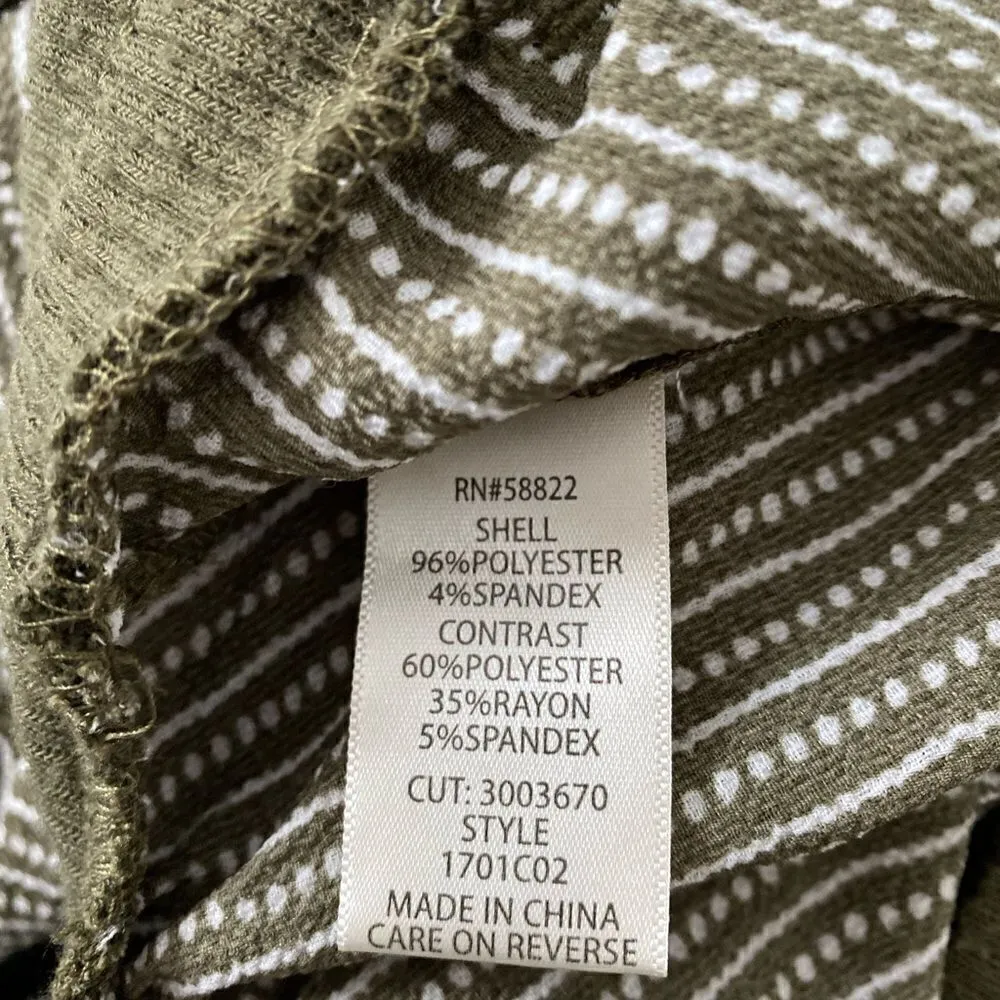 RN#58822
SHELL
96%POLYESTER
4%SPANDEX
CONTRAST
60%POLYESTER
35%RAYON
5%SPANDEX
CUT: 3003670
STYLE
1701C02
MADE IN CHINA
CARE ON REVERSE